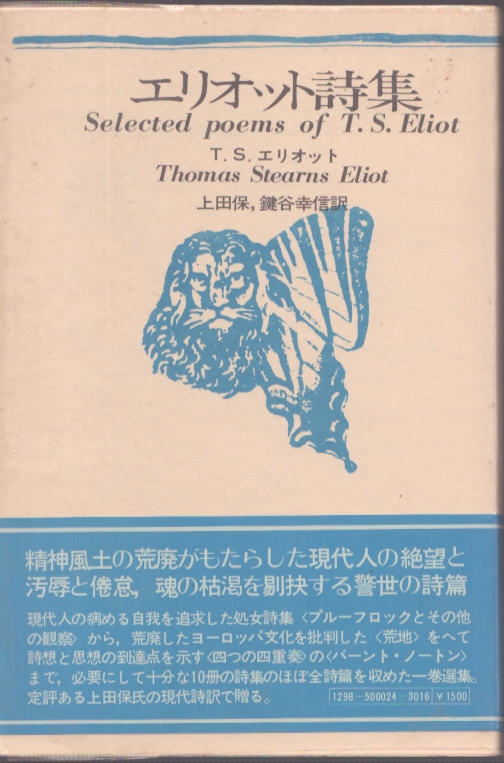 エリオット詩集
Selected poems of T.S. Eliot
T.S.エリオット
Thomas Stearns Eliot
上田保,鍵谷幸信訳
精神風土の荒廃がもたらした現代人の絶望と
汚辱と倦怠,魂の枯渇を剔抉する警世の詩篇
現代人の病める自我を追求した処女詩集〈プルーフロックとその他
の観察〉から,荒廃したヨーロッパ文化を批判した〈荒地〉をへて
詩想と思想の到達点を示す〈四つの四重奏〉の〈バーント・ノートン〉
まで,必要にして十分な10冊の詩集のほぼ全詩篇を収めた一巻選集。
定評ある上田保氏の現代詩訳で贈る。
1298-500024-3016 ¥1500